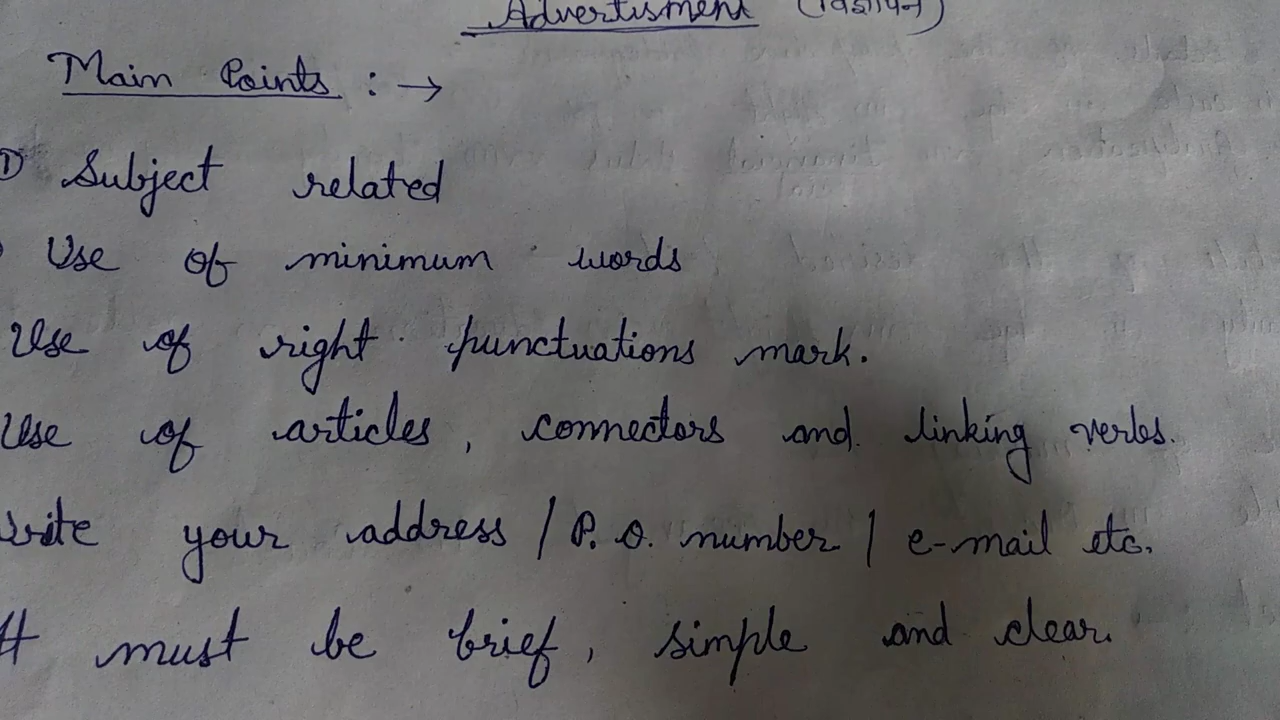 Advertisment (विज्ञापन)
Main Points : →
① Subject related
Use of minimum words
Use of right punctuations mark.
Use of articles, connectors and linking verbs.
Write your address / P. O. number / e-mail etc.
It must be brief, simple and clear.